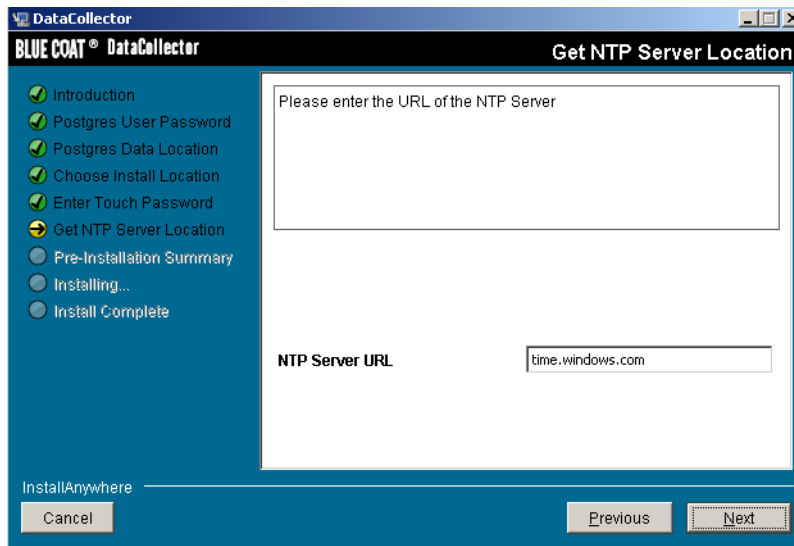 DataCollector
BLUE COAT ® DataCollector
Get NTP Server Location
Introduction
Postgres User Password
Postgres Data Location
Choose Install Location
Enter Touch Password
Get NTP Server Location
Pre-Installation Summary
Installing...
Install Complete
Please enter the URL of the NTP Server
NTP Server URL
time.windows.com
InstallAnywhere
Cancel
Previous
Next